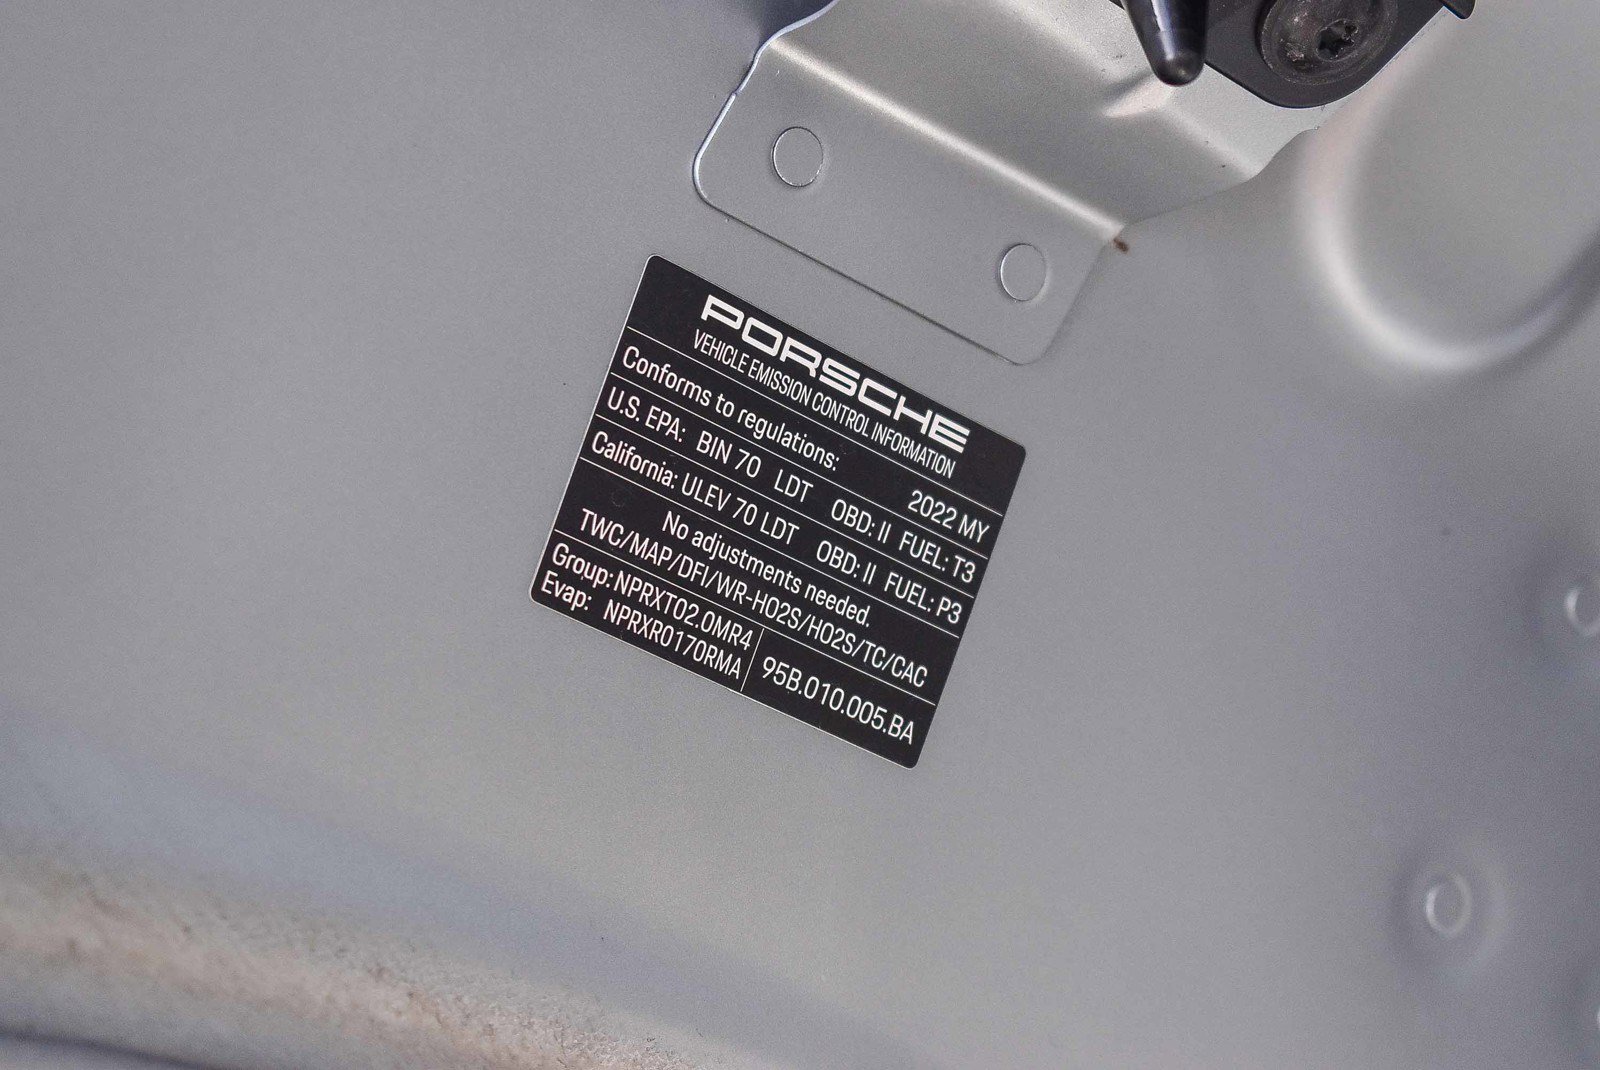 PORSCHE
VEHICLE EMISSION CONTROL INFORMATION
Conforms to regulations: 2022 MY
U.S. EPA: BIN 70 LDT OBD: II FUEL: T3
California: ULEV 70 LDT OBD: II FUEL: P3
No adjustments needed.
TWC/MAP/DFI/WR-HO2S/HO2S/TC/CAC
Group: NPRXT02.0MR4
Evap: NPRXR0170RMA
95B.010.005.BA